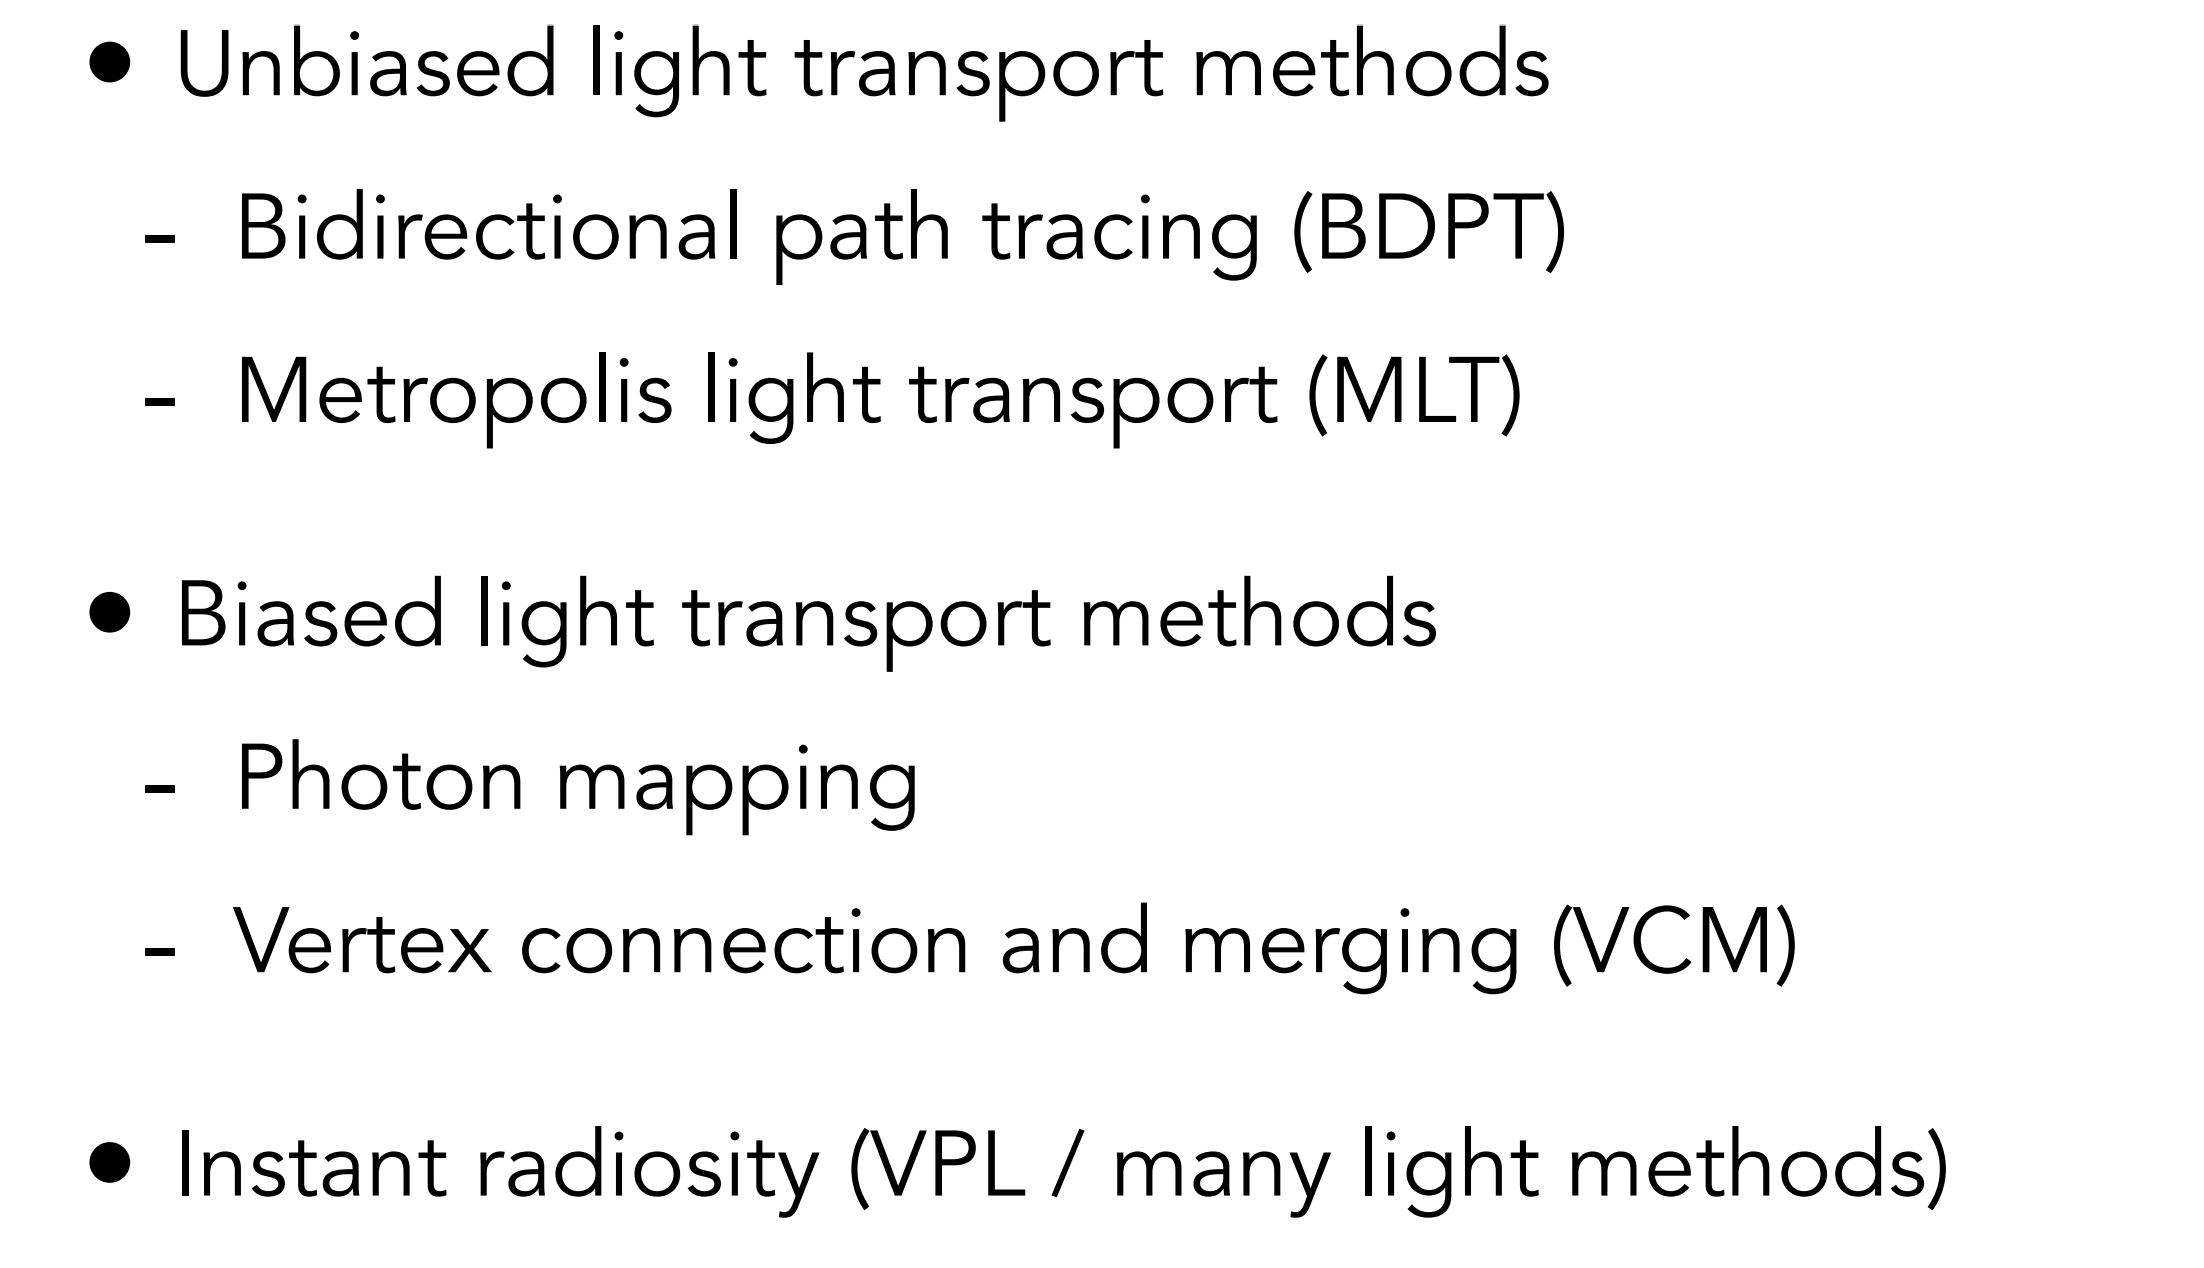 • Unbiased light transport methods
- Bidirectional path tracing (BDPT)
- Metropolis light transport (MLT)
• Biased light transport methods
- Photon mapping
- Vertex connection and merging (VCM)
• Instant radiosity (VPL / many light methods)